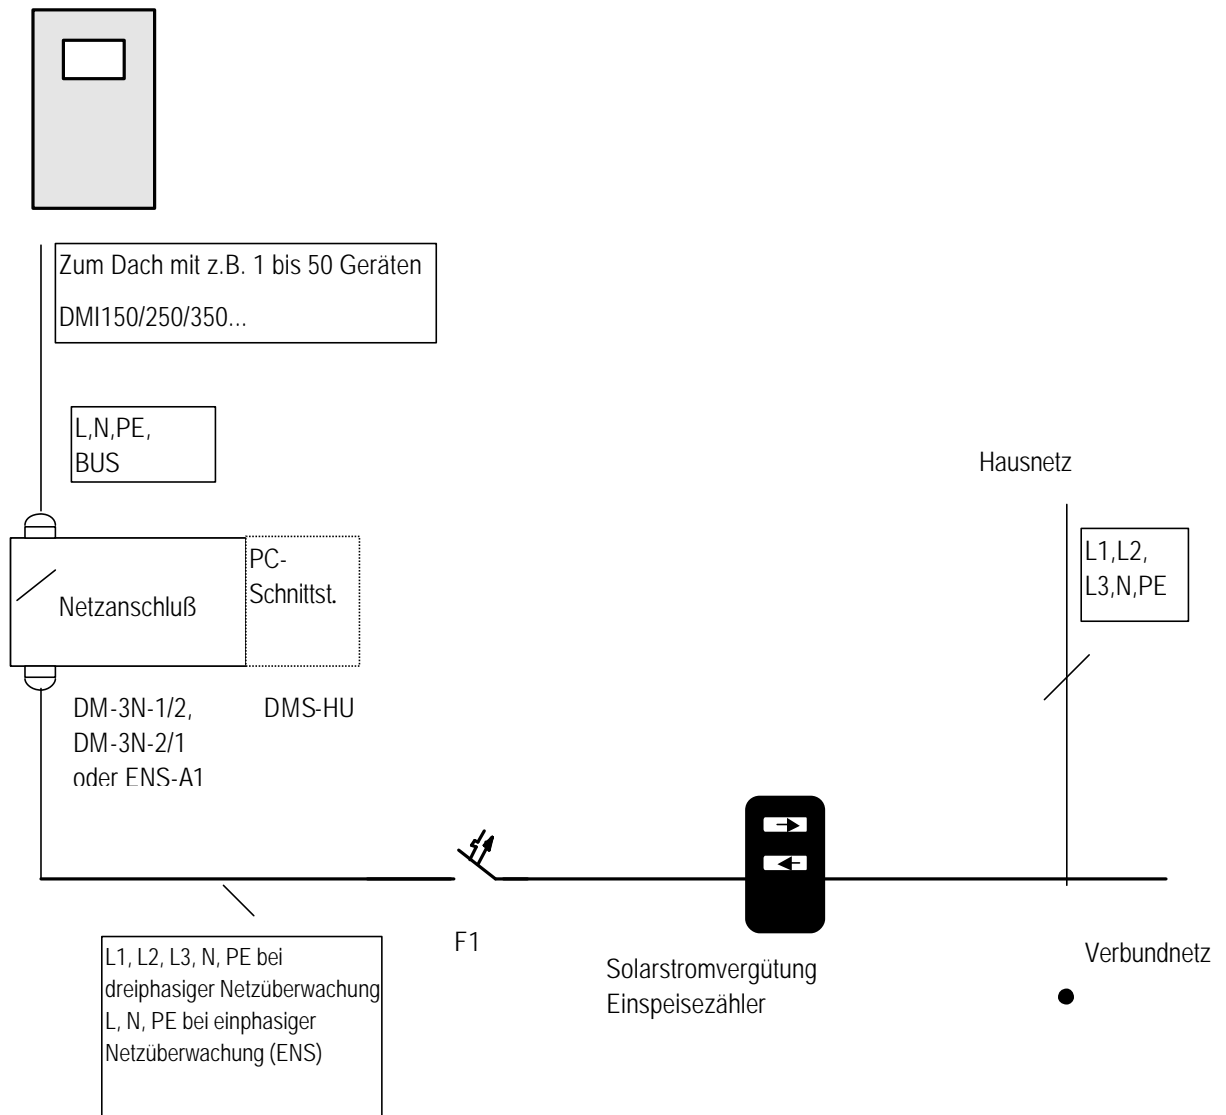 Zum Dach mit z.B. 1 bis 50 Geräten
DMI150/250/350...
L,N,PE,
BUS
Hausnetz
L1,L2,
L3,N,PE
PC-
Schnittst.
Netzanschluß
DM-3N-1/2,
DM-3N-2/1
oder ENS-A1
DMS-HU
F1
L1, L2, L3, N, PE bei
dreiphasiger Netzüberwachung
L, N, PE bei einphasiger
Netzüberwachung (ENS)
Solarstromvergütung
Einspeisezähler
Verbundnetz